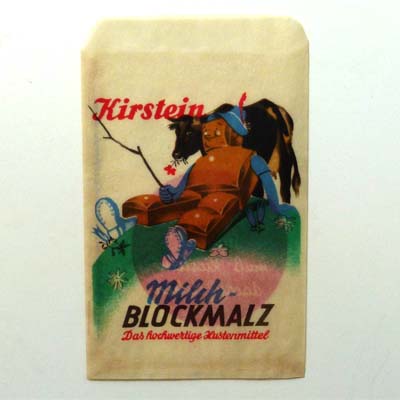 Kirstein
Milch-
BLOCKMALZ
Das hochwertige Hustenmittel